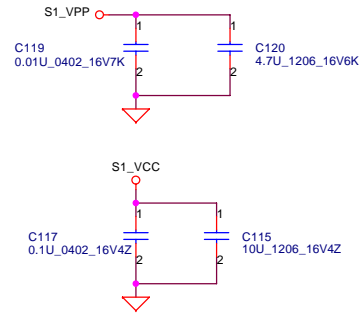 S1_VPP
1
1
C119
0.01U_0402_16V7K
C120
4.7U_1206_16V6K
2
2
S1_VCC
1
1
C117
0.1U_0402_16V4Z
C115
10U_1206_16V4Z
2
2